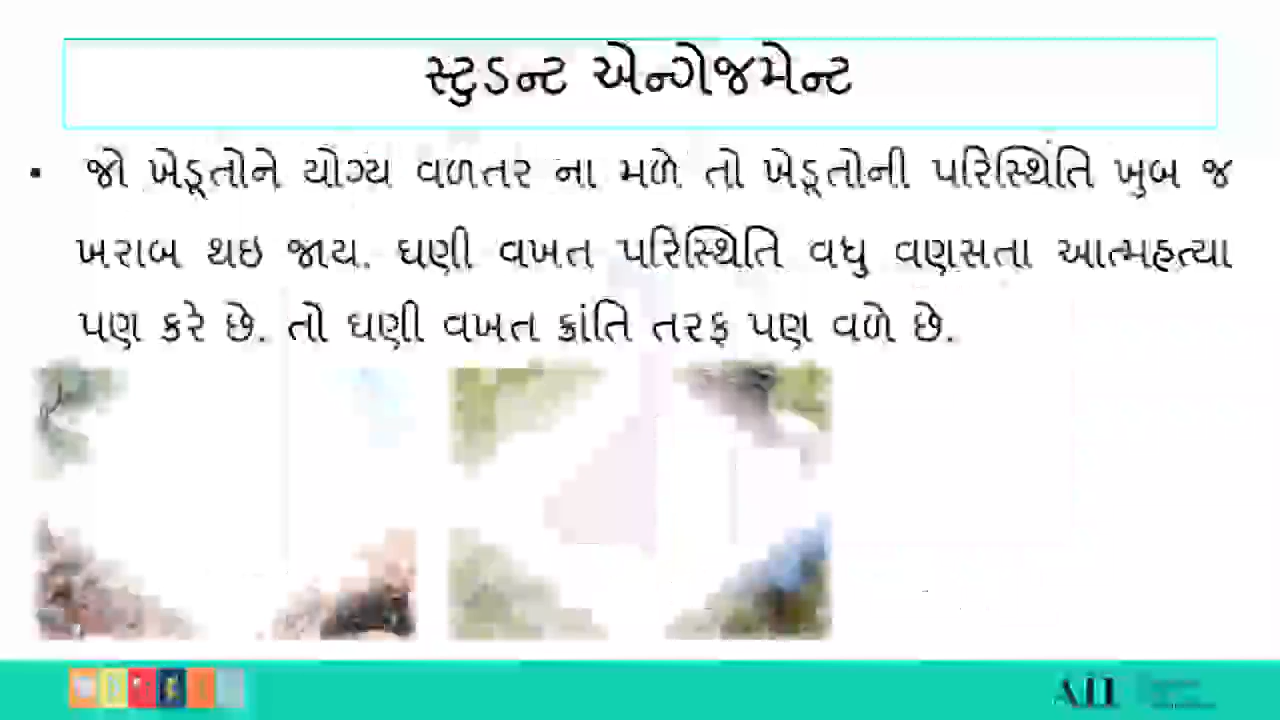 સ્ટુડન્ટ એન્ગેજમેન્ટ
▪ જો ખેડૂતોને યોગ્ય વળતર ના મળે તો ખેડૂતોની પરિસ્થિતિ ખુબ જ
ખરાબ થઇ જાય. ઘણી વખત પરિસ્થિતિ વધુ વણસતા આત્મહત્યા
પણ કરે છે. તો ઘણી વખત ક્રાંતિ તરફ પણ વળે છે.